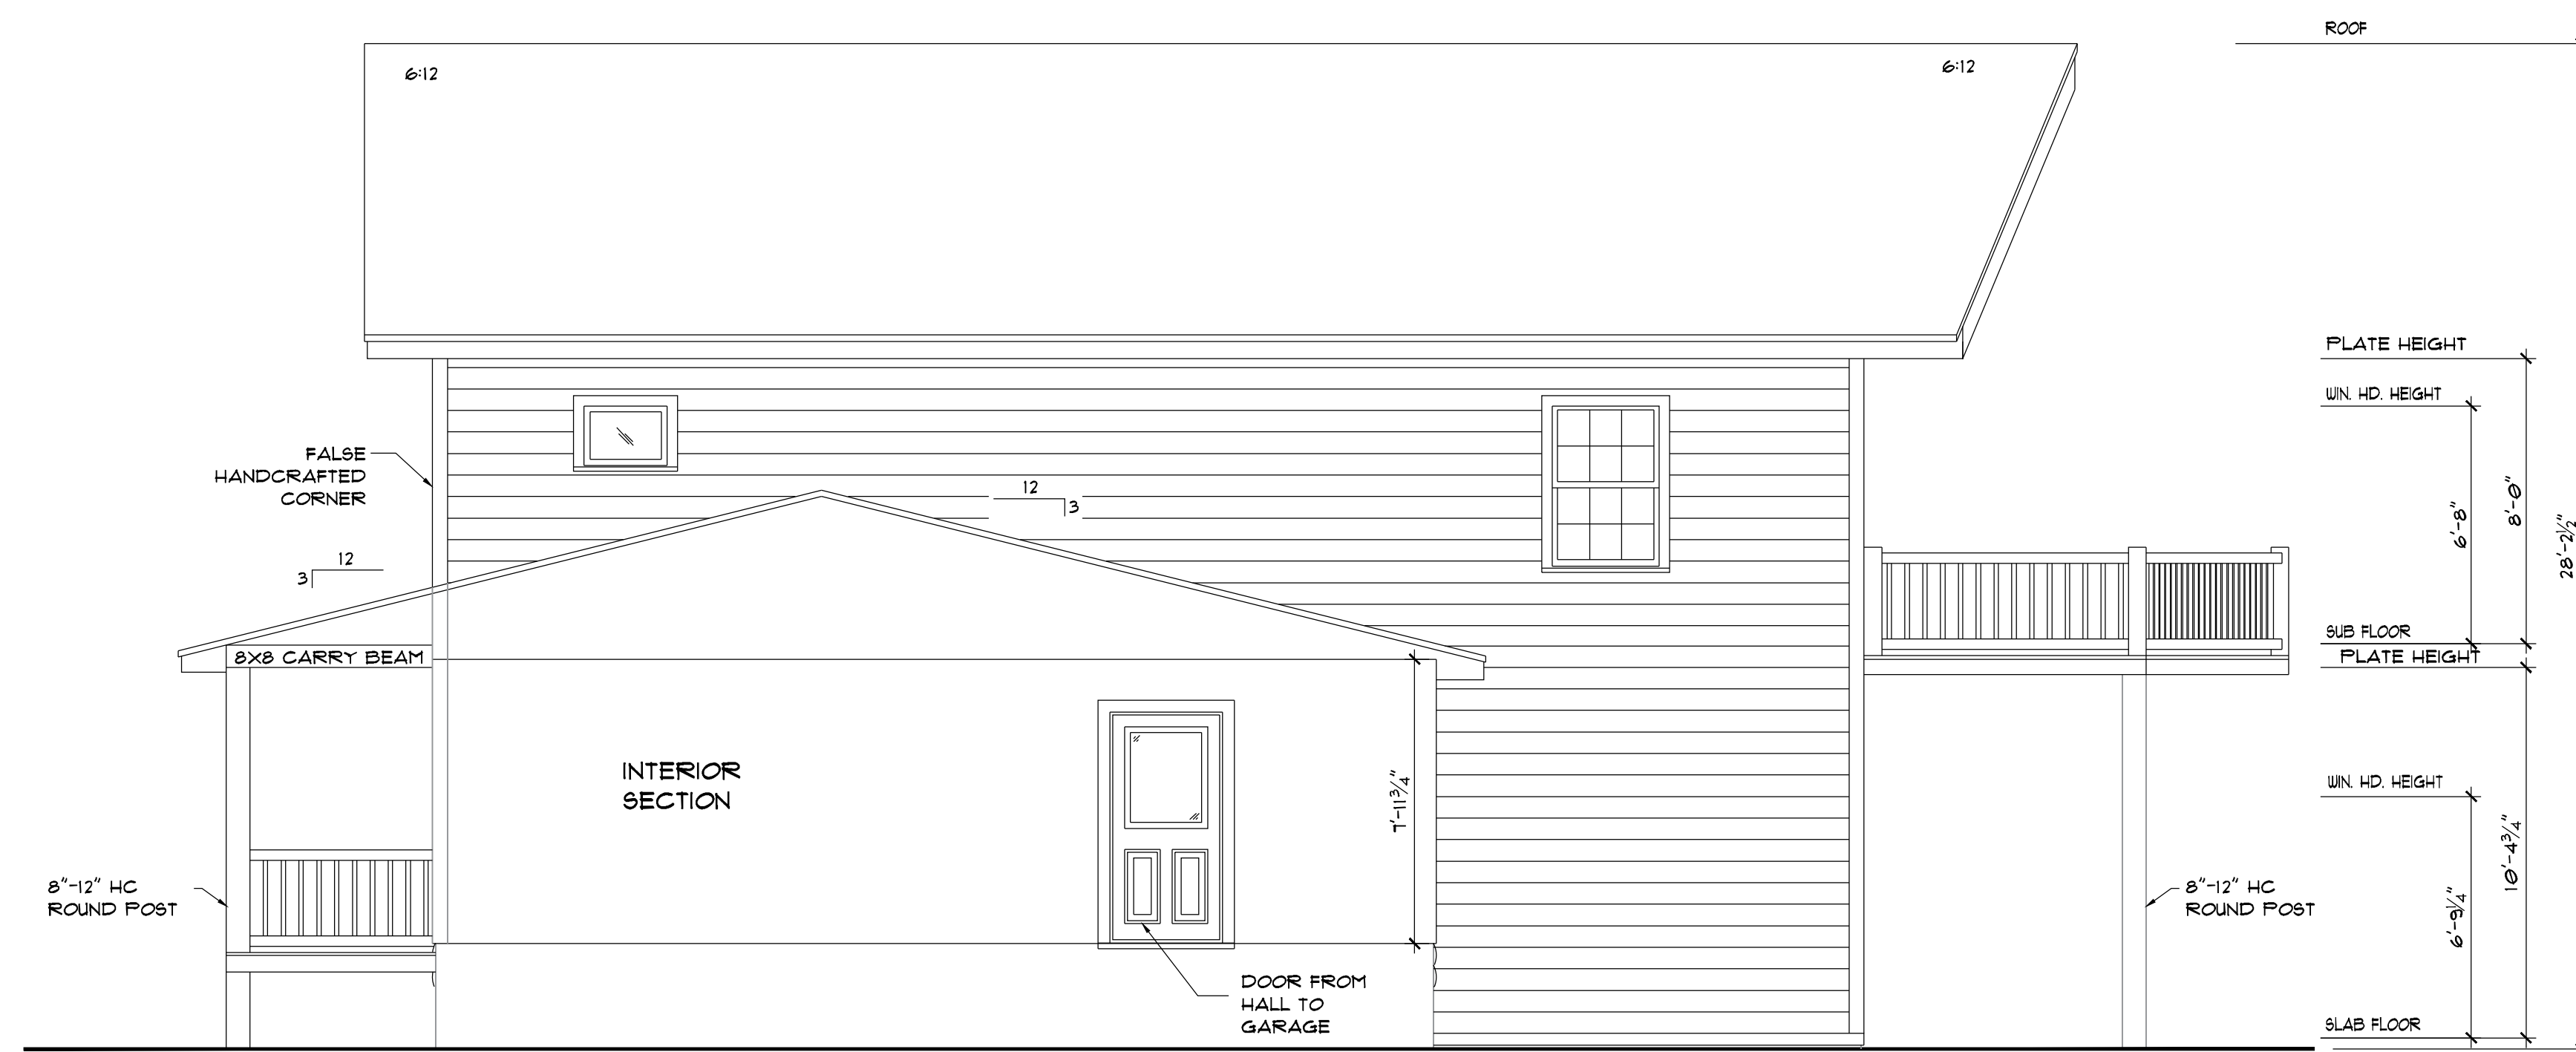 ROOF
6:12
6:12
PLATE HEIGHT
WIN. HD. HEIGHT
FALSE
HANDCRAFTED
CORNER
12
3
12
3
6'-8"
8'-0"
28'-2½"
SUB FLOOR
PLATE HEIGHT
8X8 CARRY BEAM
INTERIOR
SECTION
7'-11¾"
WIN. HD. HEIGHT
10'-4¾"
6'-9¼"
8"-12" HC
ROUND POST
8"-12" HC
ROUND POST
DOOR FROM
HALL TO
GARAGE
SLAB FLOOR